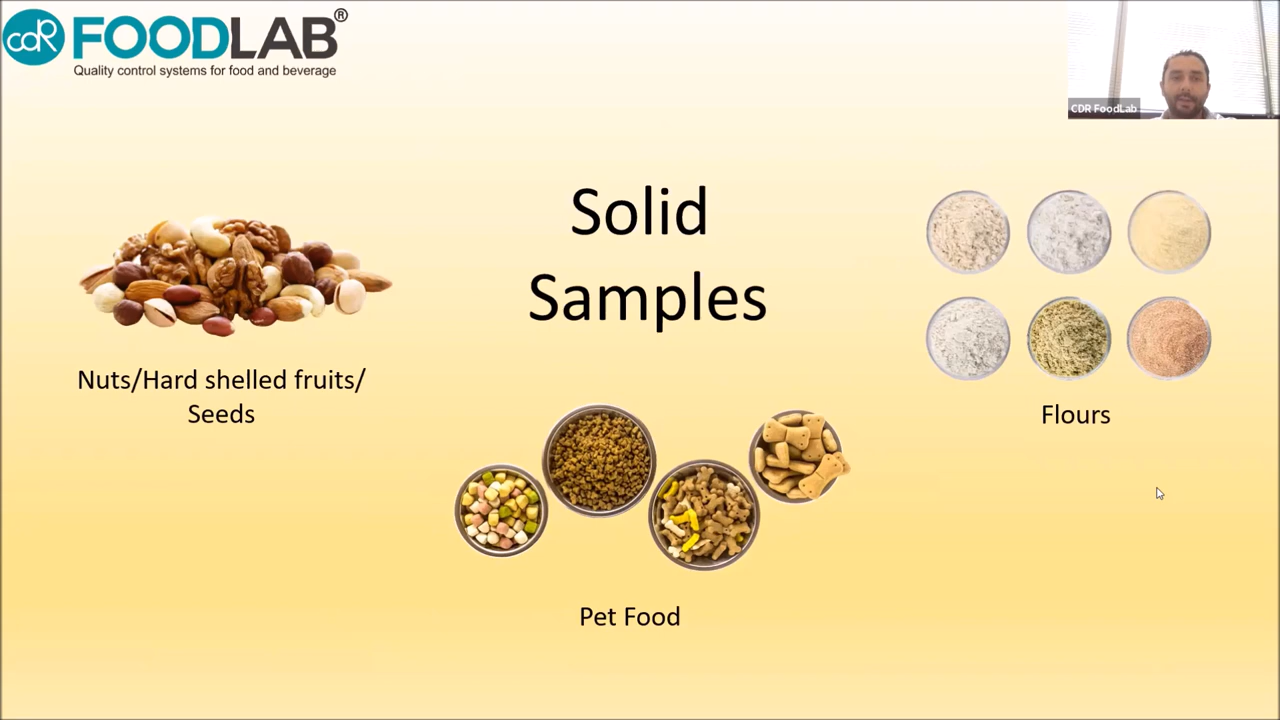 cdR FOODLAB®
Quality control systems for food and beverage
CDR FoodLab
Solid
Samples
Nuts/Hard shelled fruits/
Seeds
Flours
Pet Food